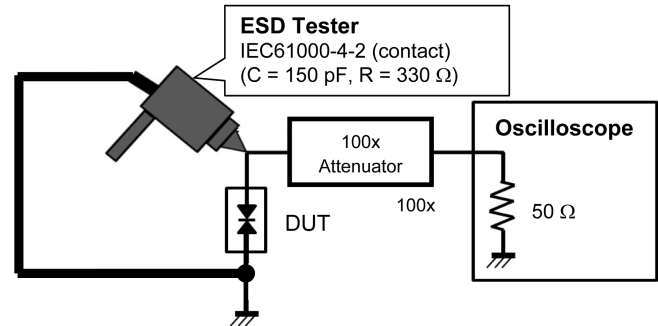 ESD Tester
IEC61000-4-2 (contact)
(C = 150 pF, R = 330 Ω)
100x
Attenuator
Oscilloscope
100x
50 Ω
DUT